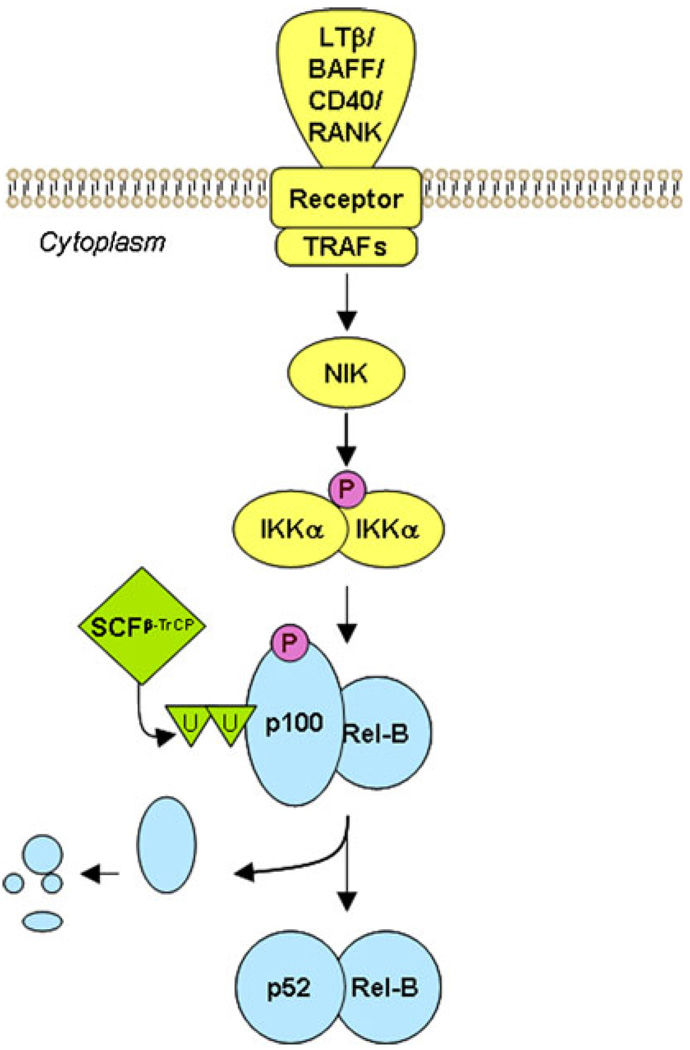 LTβ/
BAFF/
CD40/
RANK
Receptor
Cytoplasm
TRAFs
NIK
P
IKKα IKKα
SCFβ-TrCP
P
U U
p100
Rel-B
p52 Rel-B